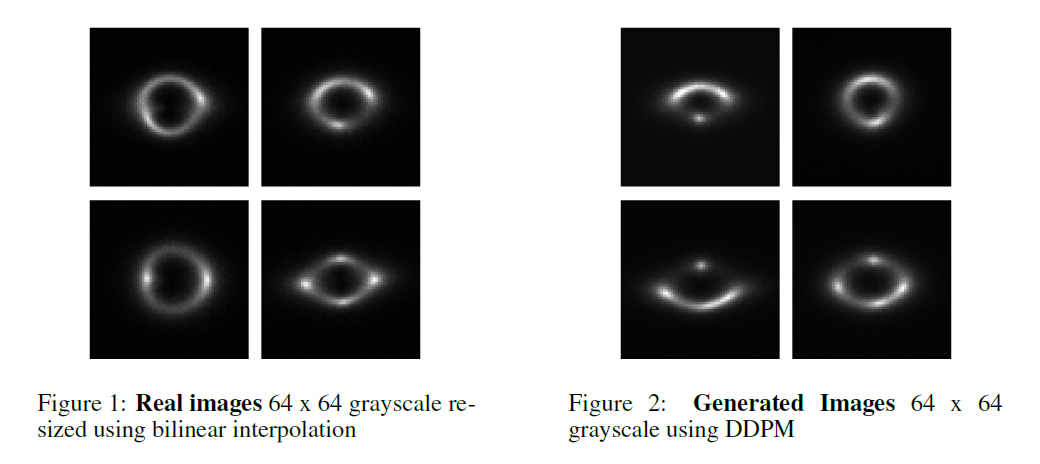 Figure 1: Real images 64 x 64 grayscale re-
sized using bilinear interpolation
Figure 2: Generated Images 64 x 64
grayscale using DDPM